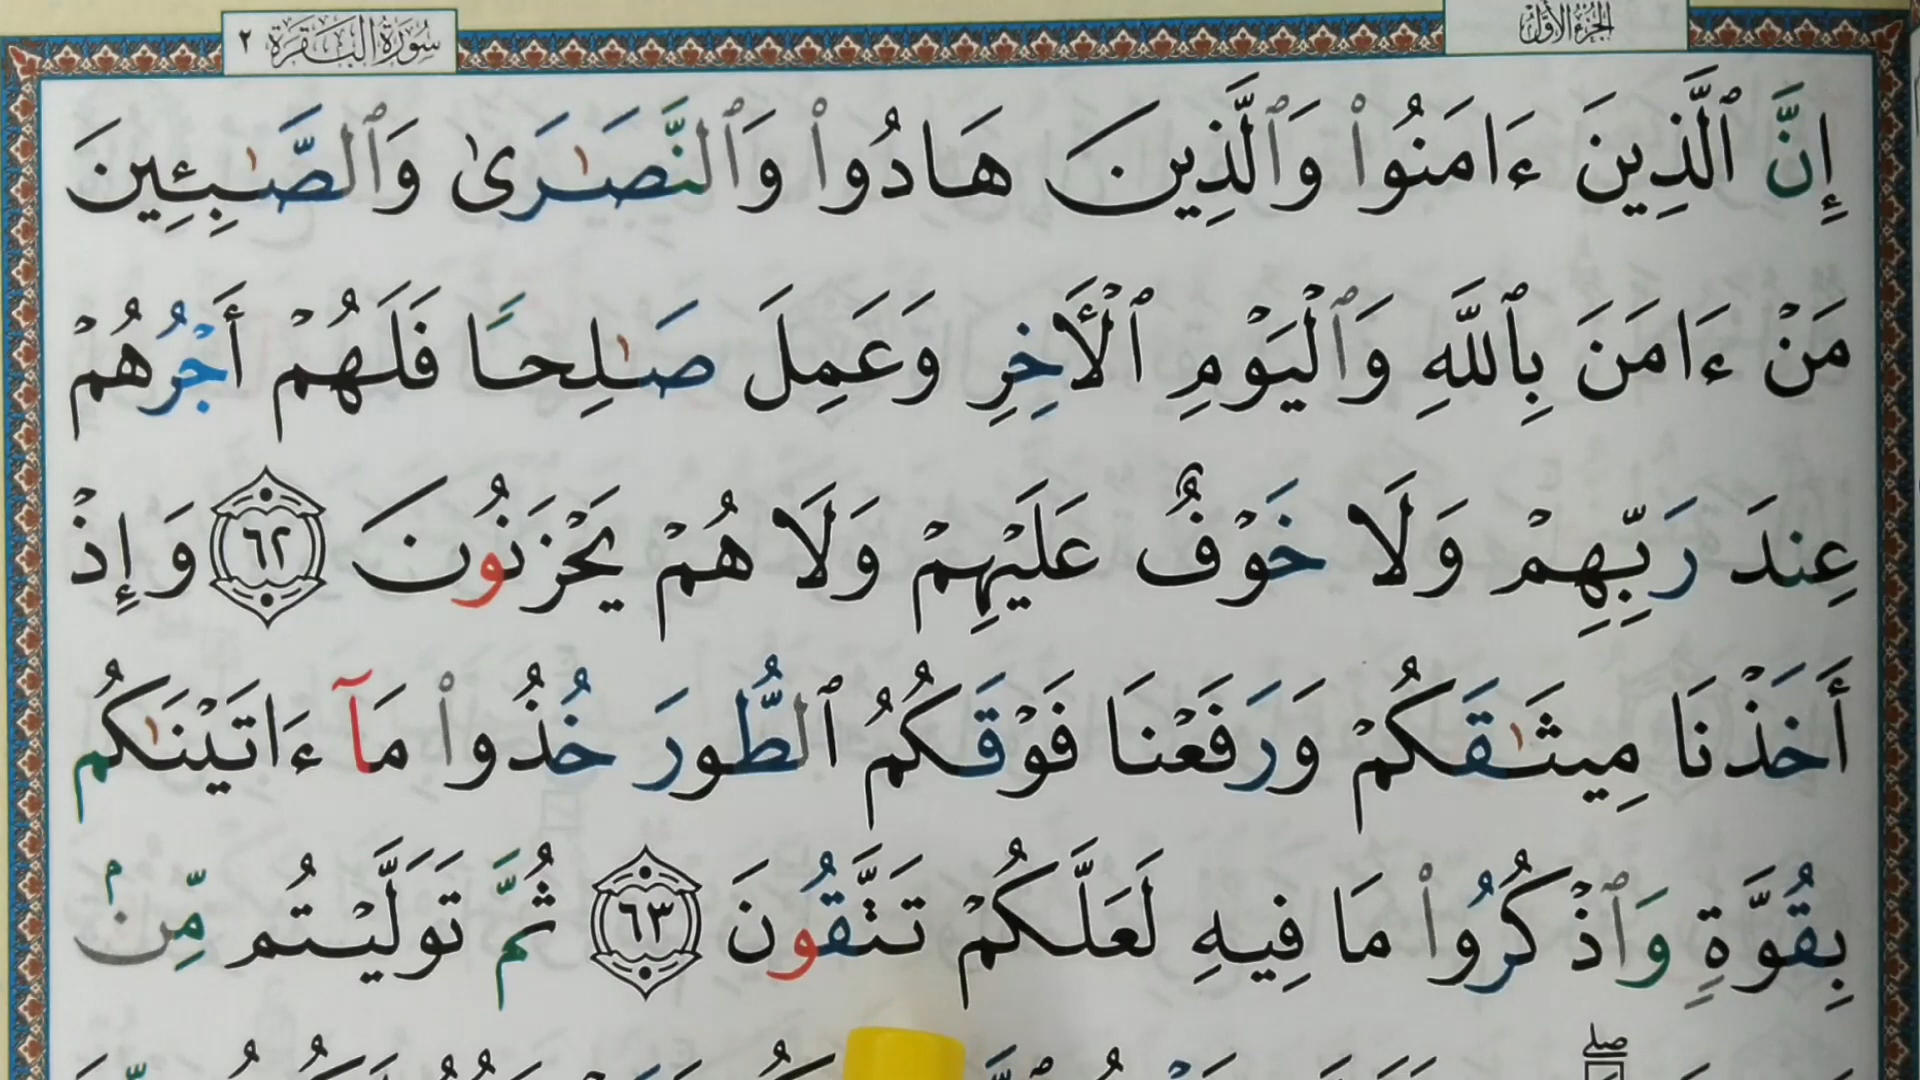 الجزء الأول
سورة البقرة ٢
إِنَّ ٱلَّذِينَ ءَامَنُوا۟ وَٱلَّذِينَ هَادُوا۟ وَٱلنَّصَـٰرَىٰ وَٱلصَّـٰبِـِٔينَ
مَنْ ءَامَنَ بِٱللَّهِ وَٱلْيَوْمِ ٱلْـَٔاخِرِ وَعَمِلَ صَـٰلِحًا فَلَهُمْ أَجْرُهُمْ
عِندَ رَبِّهِمْ وَلَا خَوْفٌ عَلَيْهِمْ وَلَا هُمْ يَحْزَنُونَ ٦٢ وَإِذْ
أَخَذْنَا مِيثَـٰقَكُمْ وَرَفَعْنَا فَوْقَكُمُ ٱلطُّورَ خُذُوا۟ مَآ ءَاتَيْنَـٰكُم
بِقُوَّةٍ وَٱذْكُرُوا۟ مَا فِيهِ لَعَلَّكُمْ تَتَّقُونَ ٦٣ ثُمَّ تَوَلَّيْتُم مِّنۢ